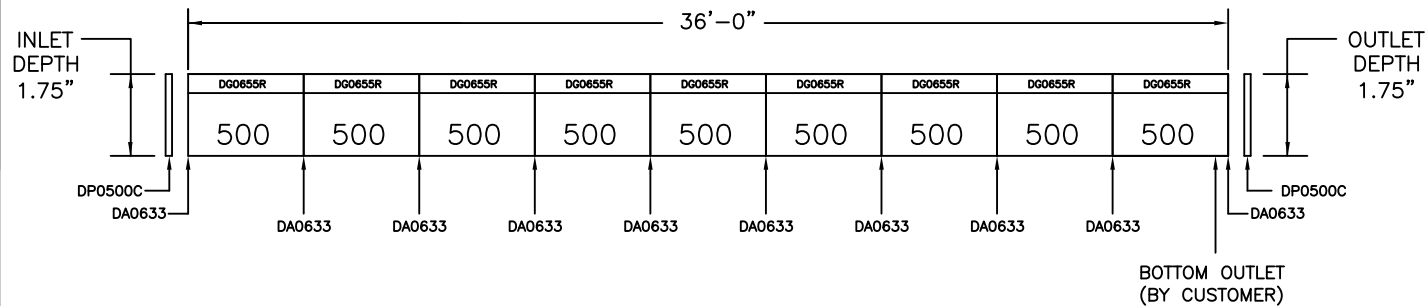 36'-0"
INLET
DEPTH
1.75"
OUTLET
DEPTH
1.75"
DG0655R DG0655R DG0655R DG0655R DG0655R DG0655R DG0655R DG0655R DG0655R
500 500 500 500 500 500 500 500 500
DP0500C
DP0500C
DA0633
DA0633
DA0633 DA0633 DA0633 DA0633 DA0633 DA0633 DA0633 DA0633
BOTTOM OUTLET
(BY CUSTOMER)